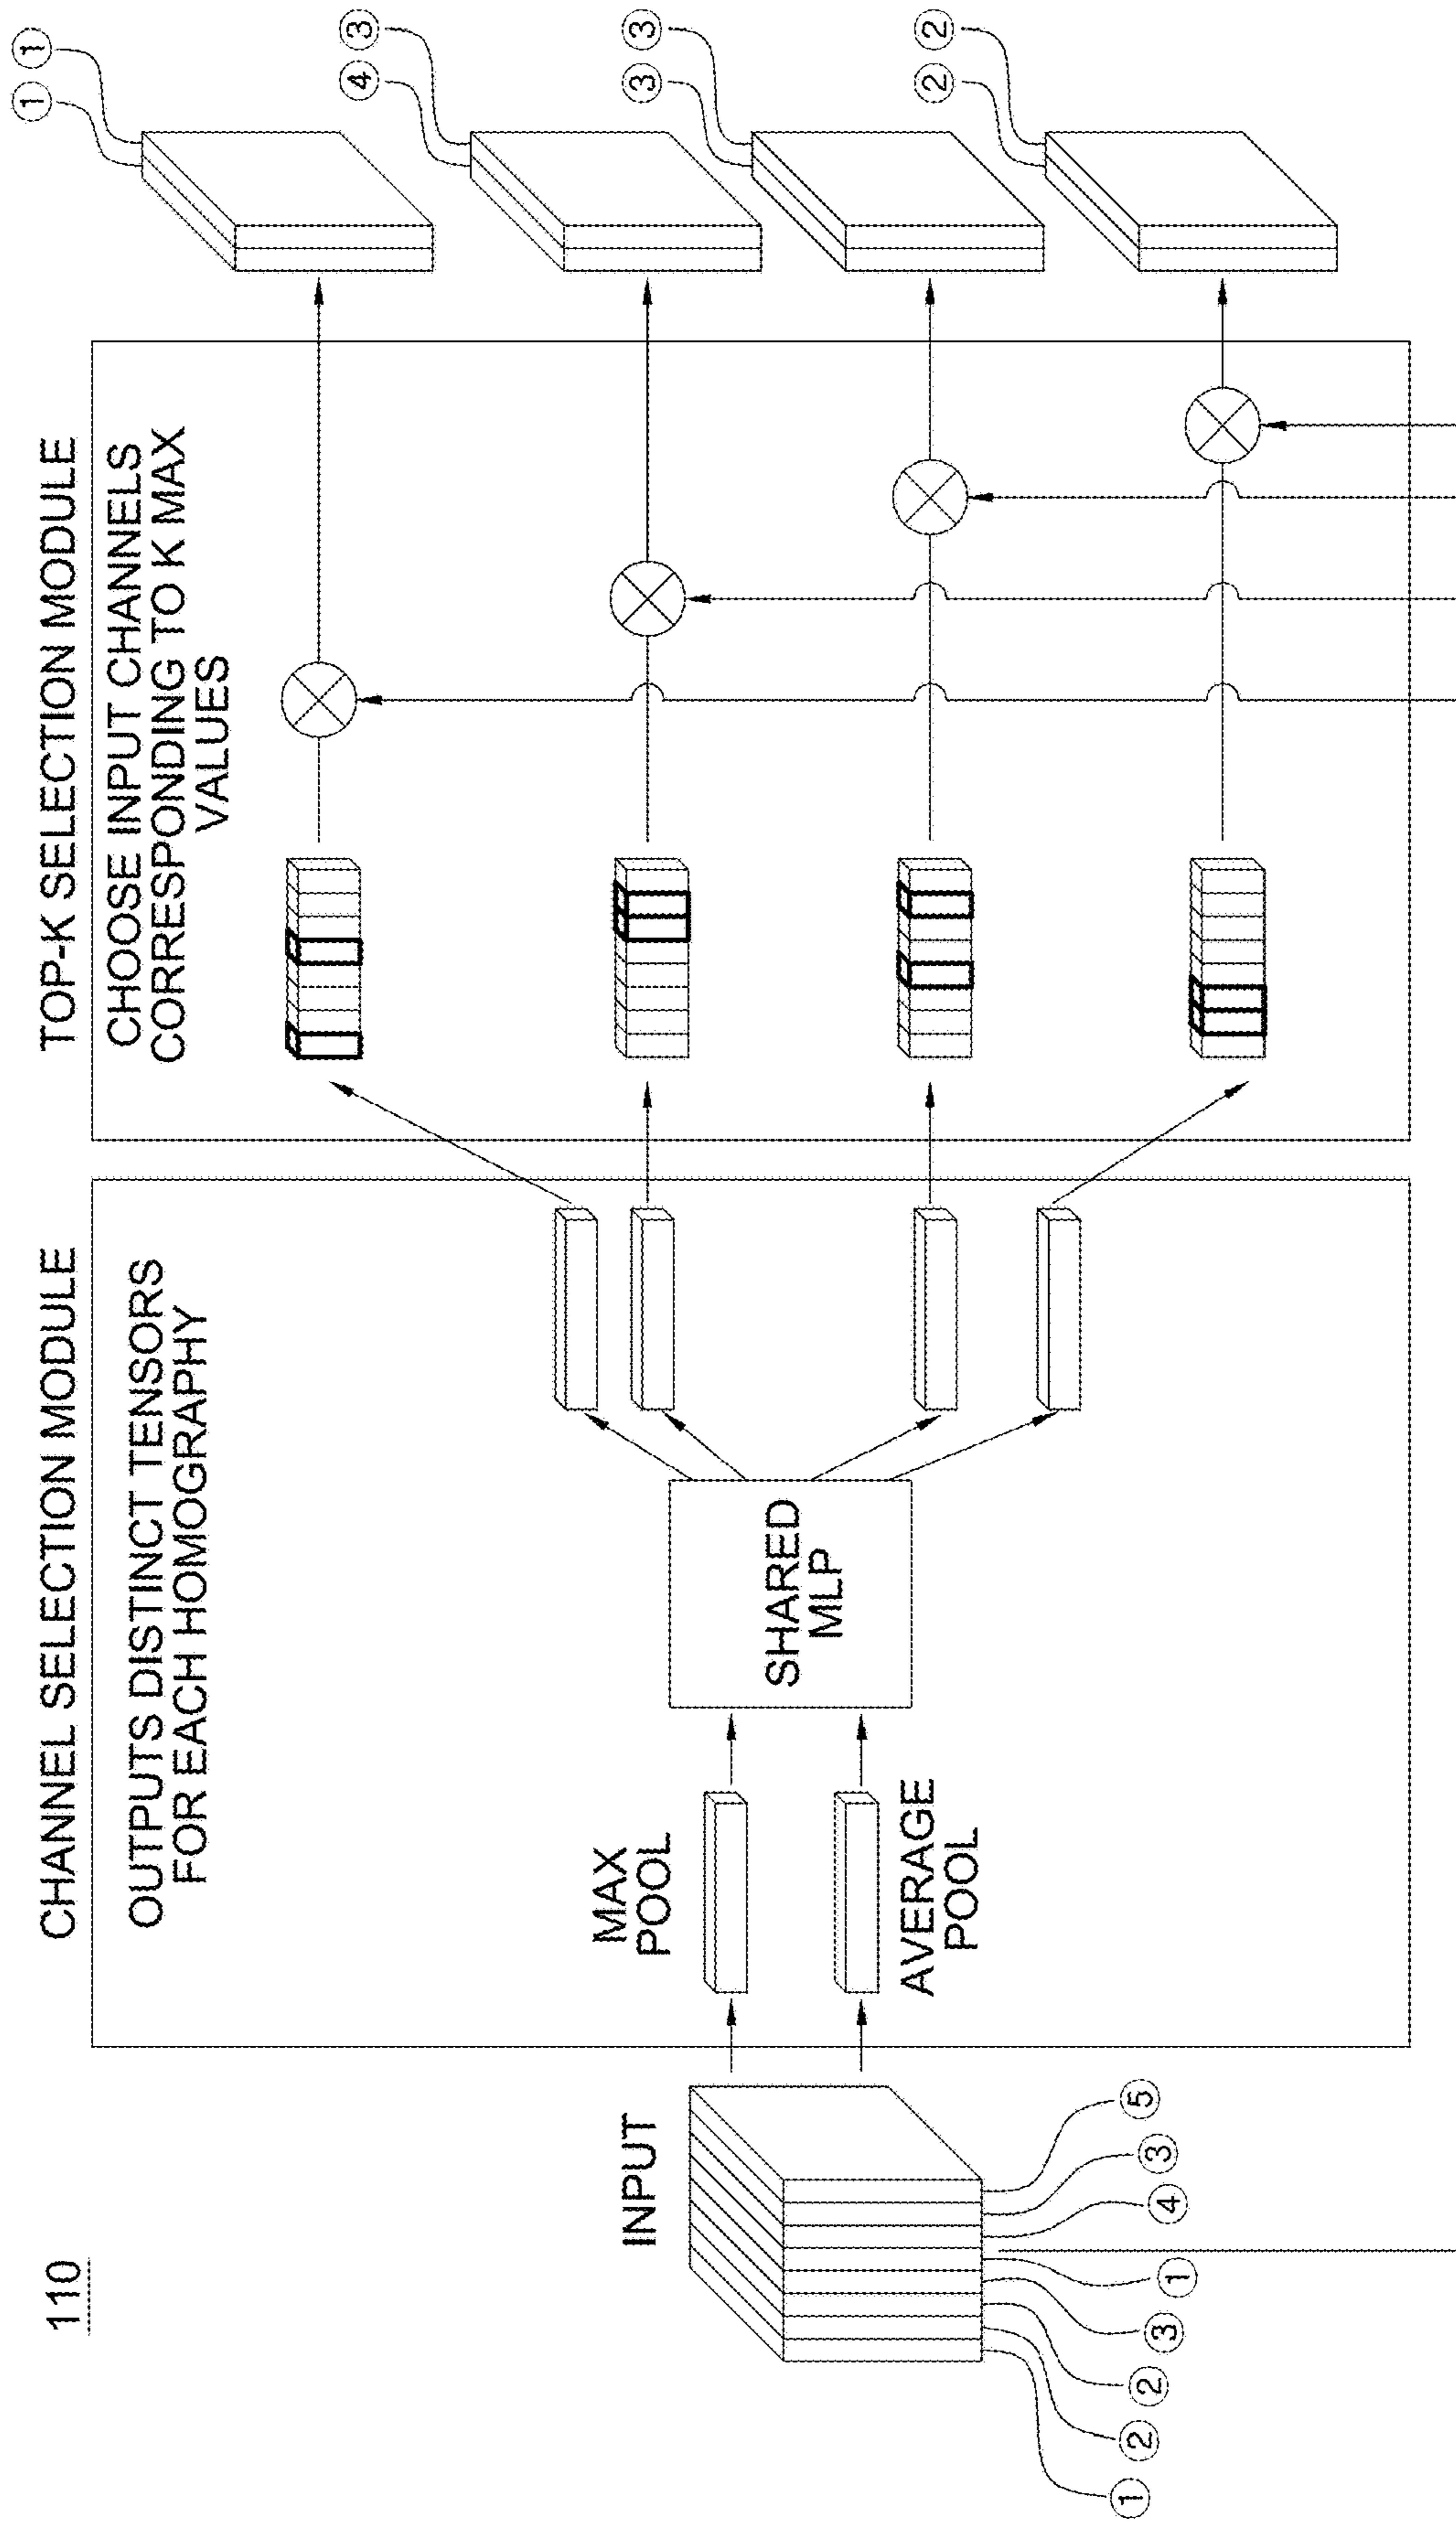 110
CHANNEL SELECTION MODULE
TOP-K SELECTION MODULE
OUTPUTS DISTINCT TENSORS
FOR EACH HOMOGRAPHY
CHOOSE INPUT CHANNELS
CORRESPONDING TO K MAX
VALUES
INPUT
MAX
POOL
AVERAGE
POOL
SHARED
MLP
① ② ② ③ ① ④ ③ ⑤
① ①
④ ③
③ ③
② ②